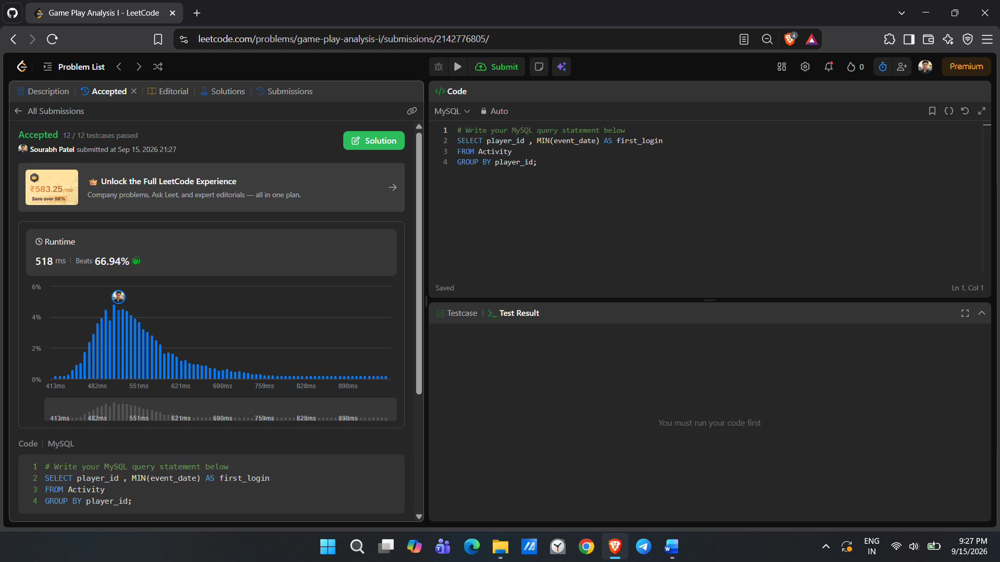 Game Play Analysis I - LeetCode
leetcode.com/problems/game-play-analysis-i/submissions/2142776805/
4
Problem List
Submit
0
Premium
Description
Accepted
Editorial
Solutions
Submissions
All Submissions
Accepted 12 / 12 testcases passed
Sourabh Patel submitted at Sep 15, 2026 21:27
Solution
₹583.25/mo
Save over 56%
Unlock the Full LeetCode Experience
Company problems, Ask Leet, and expert editorials — all in one plan.
Runtime
518 ms | Beats 66.94%
6%
4%
2%
0%
413ms 482ms 551ms 621ms 690ms 759ms 828ms 898ms
413ms 482ms 551ms 621ms 690ms 759ms 828ms 898ms
Code | MySQL
1 # Write your MySQL query statement below
2 SELECT player_id , MIN(event_date) AS first_login
3 FROM Activity
4 GROUP BY player_id;
</> Code
MySQL Auto
1 # Write your MySQL query statement below
2 SELECT player_id , MIN(event_date) AS first_login
3 FROM Activity
4 GROUP BY player_id;
Saved
Ln 1, Col 1
Testcase | >_ Test Result
You must run your code first
ENG
IN
9:27 PM
9/15/2026